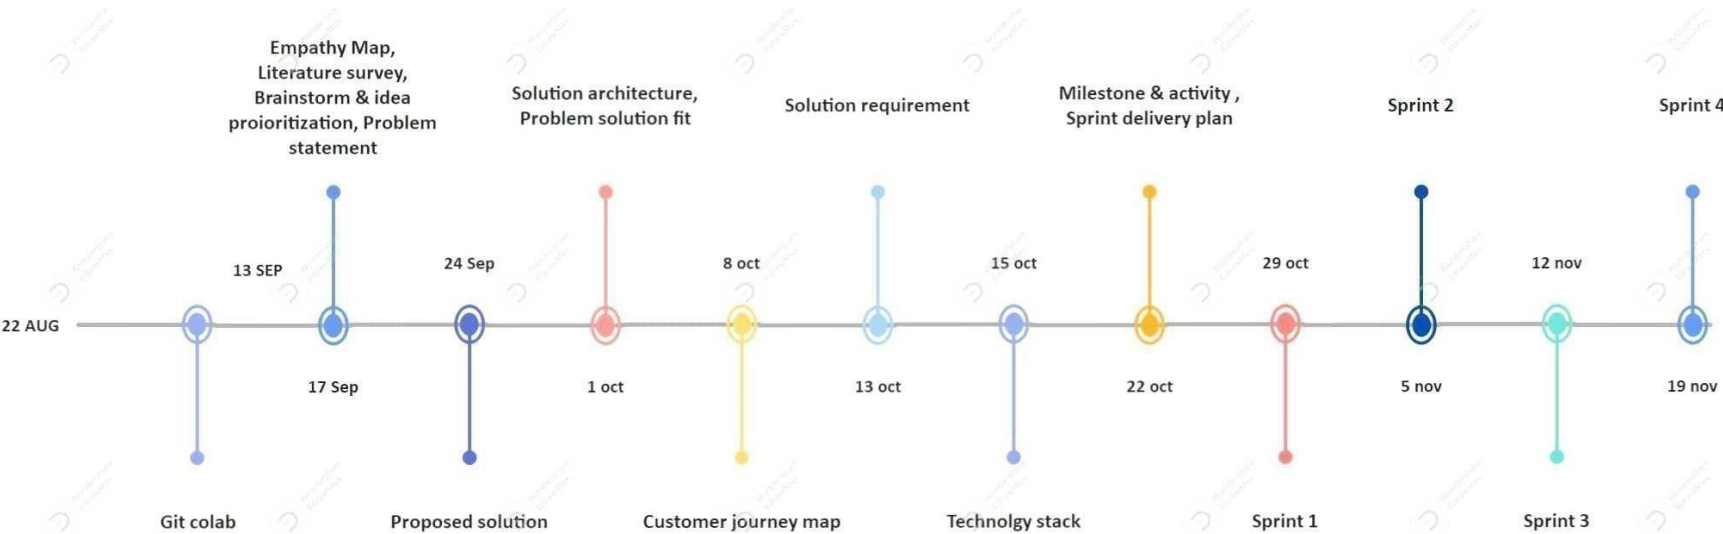 Empathy Map,
Literature survey,
Brainstorm & idea
proioritization, Problem
statement
Solution architecture,
Problem solution fit
Solution requirement
Milestone & activity ,
Sprint delivery plan
Sprint 2
Sprint 4
13 SEP
24 Sep
8 oct
15 oct
29 oct
12 nov
22 AUG
17 Sep
1 oct
13 oct
22 oct
5 nov
19 nov
Git colab
Proposed solution
Customer journey map
Technolgy stack
Sprint 1
Sprint 3